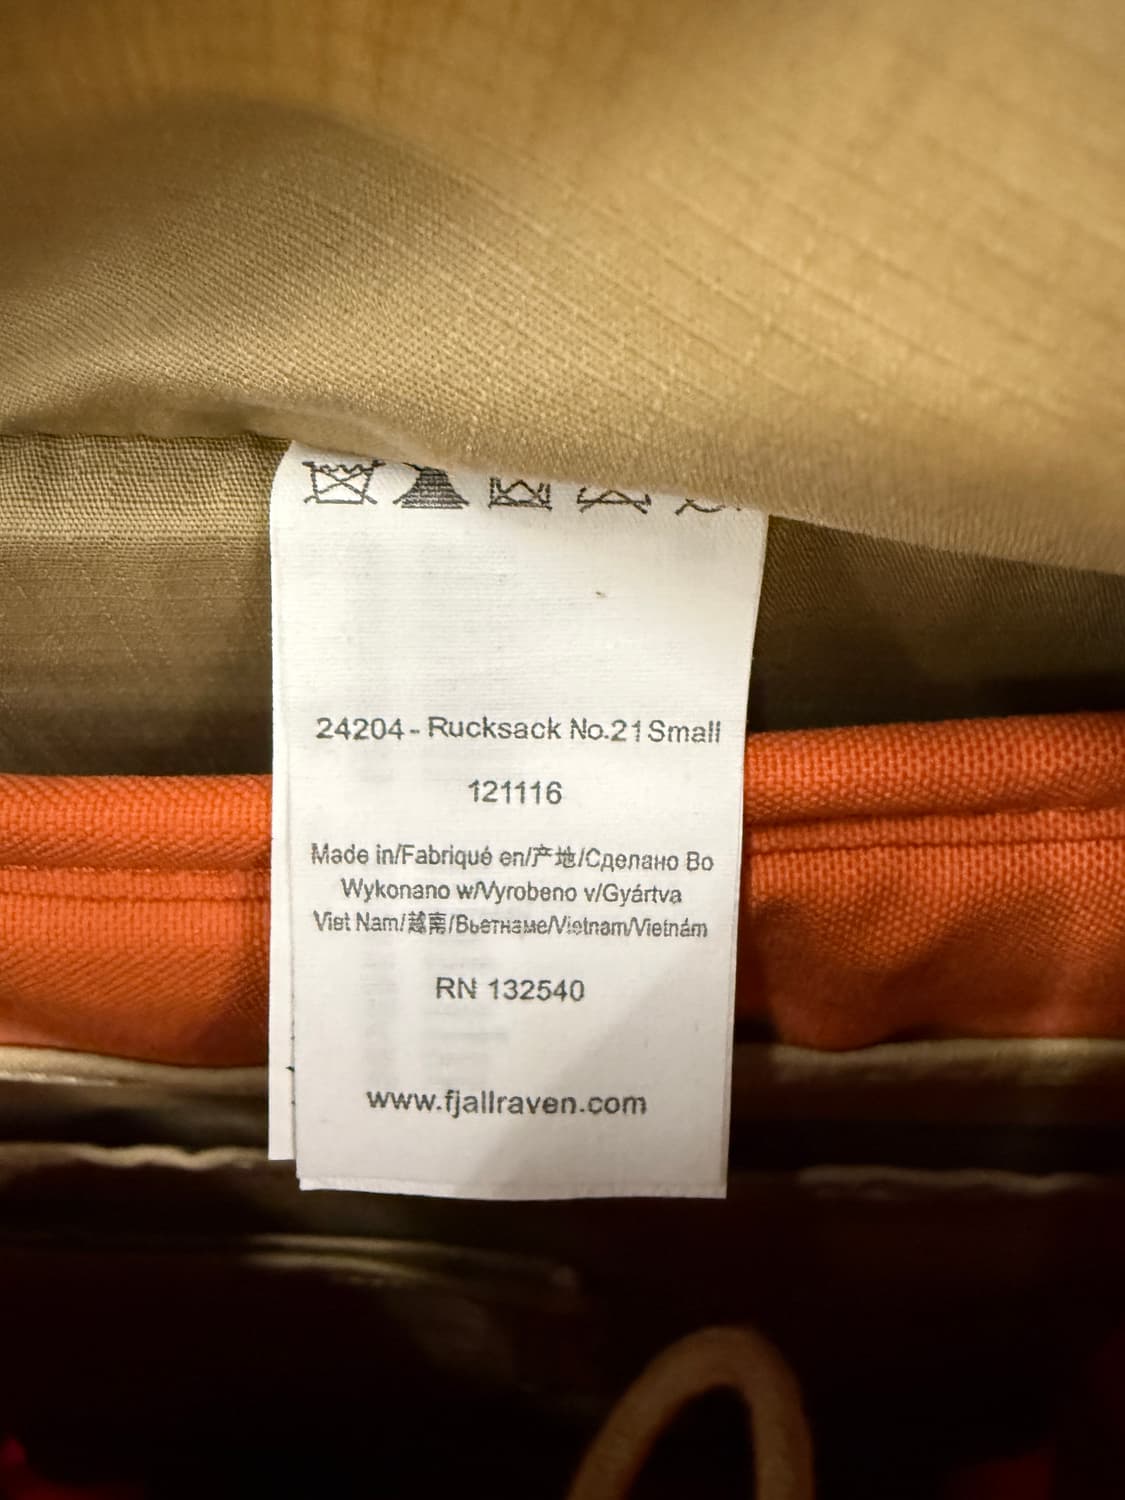 24204- Rucksack No.21 Small
121116
Made in/Fabriqué en/产地/Сделано Во
Wykonano w/Vyrobeno v/Gyártva
Viet Nam/越南/Вьетнаме/Vietnam/Vietnám
RN 132540
www.fjallraven.com